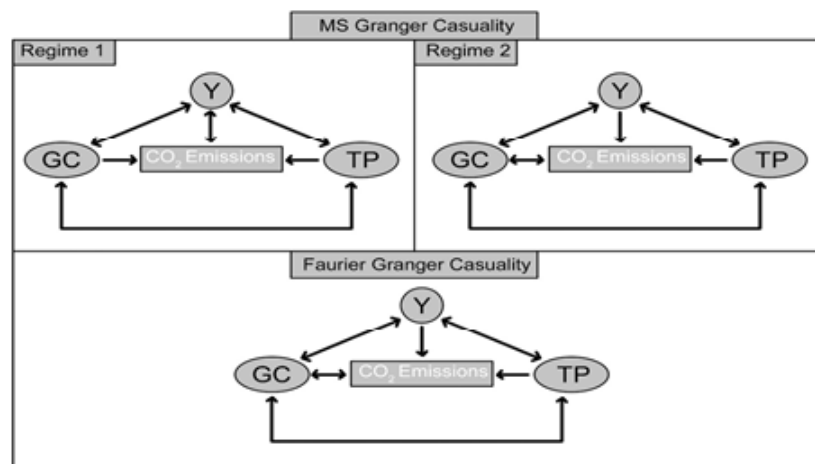 MS Granger Casuality
Regime 1
Regime 2
Y
GC
CO2 Emissions
TP
Y
GC
CO2 Emissions
TP
Faurier Granger Casuality
Y
GC
CO2 Emissions
TP